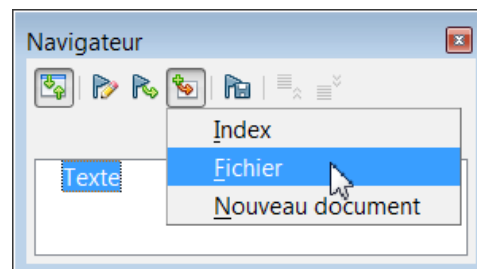 Navigateur
Index
Fichier
Texte
Nouveau document